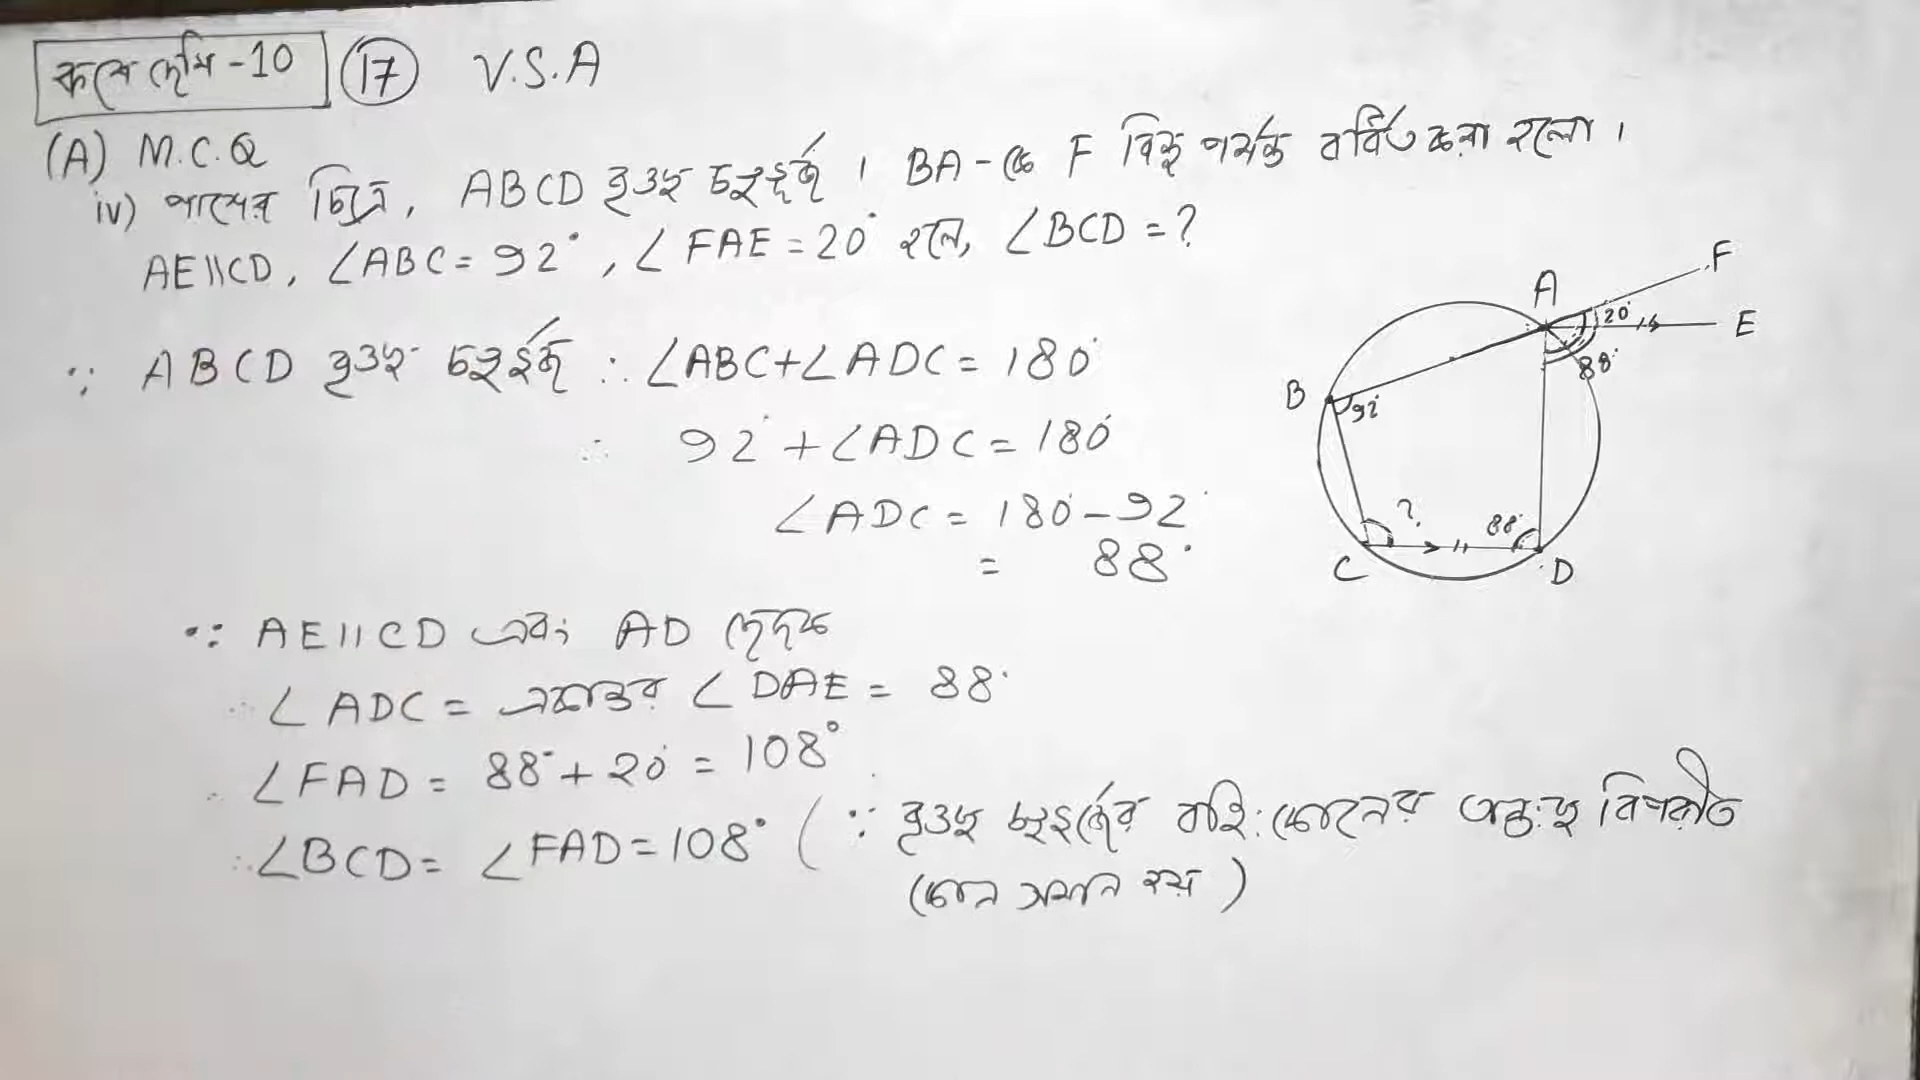 কষে দেখি-10 (17) V.S.A
(A) M.C.Q
iv) পাশের চিত্রে, ABCD বৃত্তস্থ চতুর্ভুজ। BA-কে F বিন্দু পর্যন্ত বর্ধিত করা হলো।
AE||CD, ∠ABC = 92°, ∠FAE = 20° হলে, ∠BCD = ?
∵ ABCD বৃত্তস্থ চতুর্ভুজ ∴ ∠ABC+∠ADC = 180°
∴ 92° + ∠ADC = 180°
∠ADC = 180° - 92°
= 88°
∵ AE||CD এবং AD ছেদক
∴ ∠ADC = একান্তর ∠DAE = 88°
∴ ∠FAD = 88° + 20° = 108°
∴ ∠BCD = ∠FAD = 108° (∵ বৃত্তস্থ চতুর্ভুজের বহিঃকোনের অন্তঃস্থ বিপরীত
কোন সমান হয়)
A
F
20°
E
88°
B
92°
?
88°
C
D